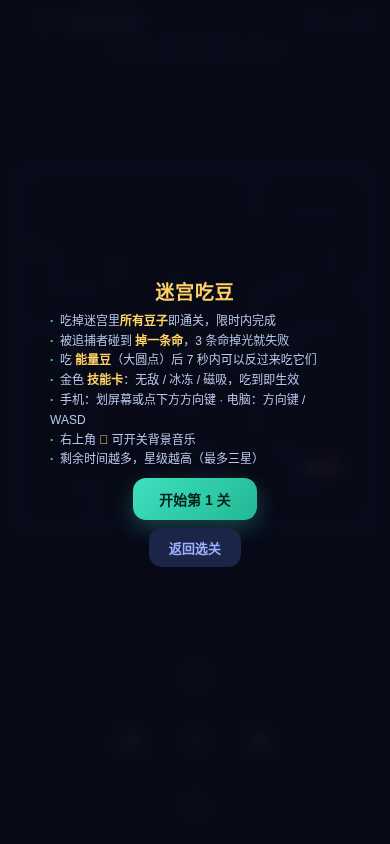 迷宫吃豆
· 吃掉迷宫里所有豆子即通关，限时内完成
· 被追捕者碰到 掉一条命，3 条命掉光就失败
· 吃 能量豆（大圆点）后 7 秒内可以反过来吃它们
· 金色 技能卡：无敌 / 冰冻 / 磁吸，吃到即生效
· 手机：划屏幕或点下方方向键 · 电脑：方向键 /
WASD
· 右上角 可开关背景音乐
· 剩余时间越多，星级越高（最多三星）
开始第 1 关
返回选关